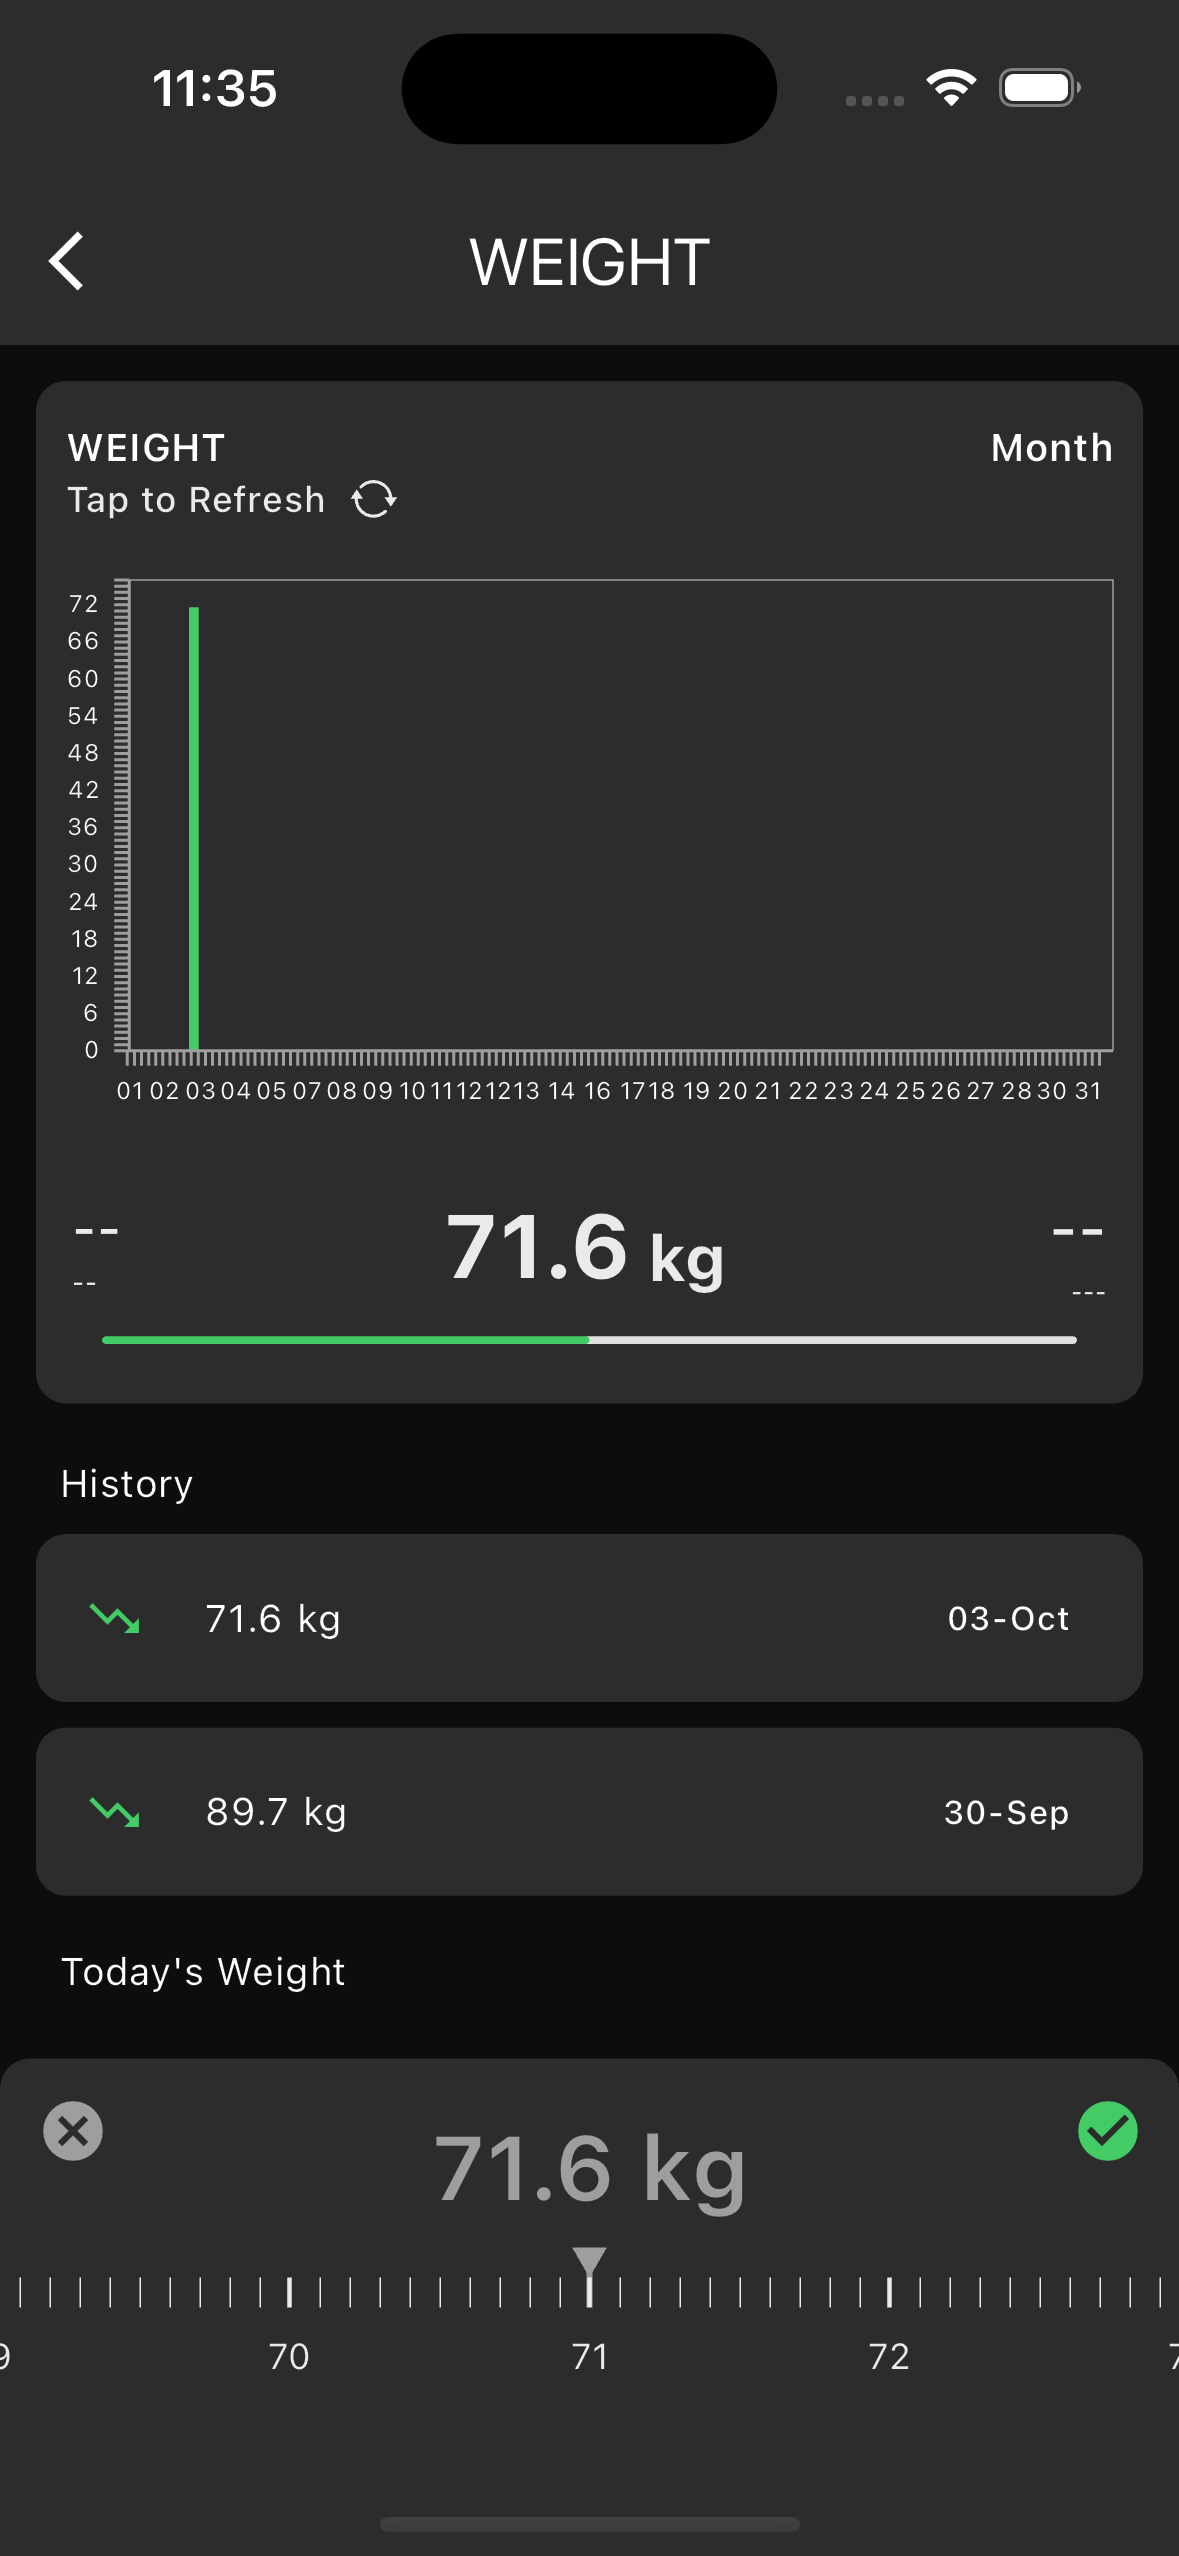 11:35
WEIGHT
WEIGHT Month
Tap to Refresh
72
66
60
54
48
42
36
30
24
18
12
6
0
01 02 03 04 05 07 08 09 10 11 12 12 13 14 16 17 18 19 20 21 22 23 24 25 26 27 28 30 31
-- 71.6 kg --
-- ---
History
71.6 kg 03-Oct
89.7 kg 30-Sep
Today's Weight
71.6 kg
70 71 72